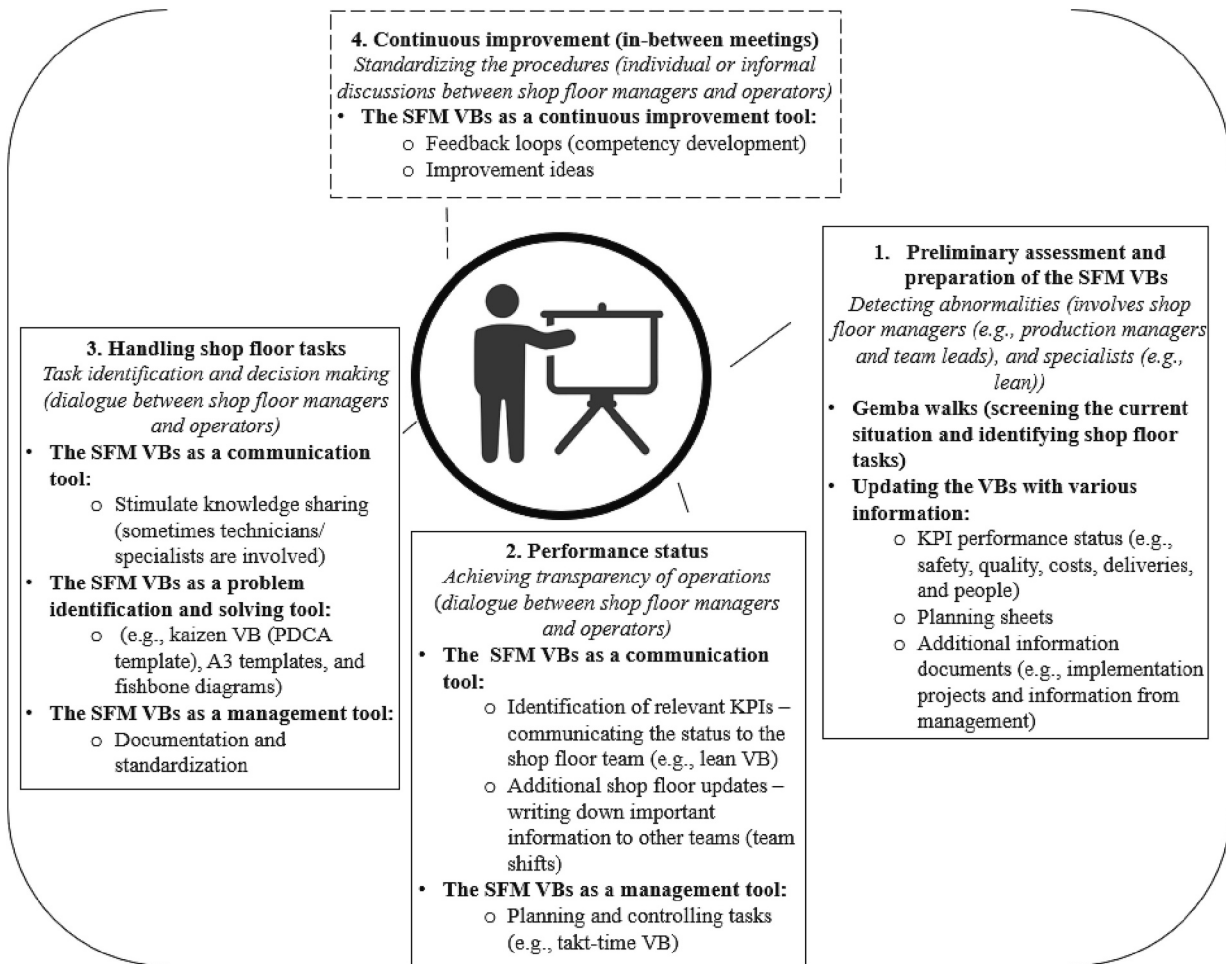 4. Continuous improvement (in-between meetings)
Standardizing the procedures (individual or informal
discussions between shop floor managers and operators)
• The SFM VBs as a continuous improvement tool:
o Feedback loops (competency development)
o Improvement ideas
1. Preliminary assessment and
preparation of the SFM VBs
Detecting abnormalities (involves shop
floor managers (e.g., production managers
and team leads), and specialists (e.g.,
lean))
• Gemba walks (screening the current
situation and identifying shop floor
tasks)
• Updating the VBs with various
information:
o KPI performance status (e.g.,
safety, quality, costs, deliveries,
and people)
o Planning sheets
o Additional information
documents (e.g., implementation
projects and information from
management)
2. Performance status
Achieving transparency of operations
(dialogue between shop floor managers
and operators)
• The SFM VBs as a communication
tool:
o Identification of relevant KPIs –
communicating the status to the
shop floor team (e.g., lean VB)
o Additional shop floor updates –
writing down important
information to other teams (team
shifts)
• The SFM VBs as a management tool:
o Planning and controlling tasks
(e.g., takt-time VB)
3. Handling shop floor tasks
Task identification and decision making
(dialogue between shop floor managers
and operators)
• The SFM VBs as a communication
tool:
o Stimulate knowledge sharing
(sometimes technicians/
specialists are involved)
• The SFM VBs as a problem
identification and solving tool:
o (e.g., kaizen VB (PDCA
template), A3 templates, and
fishbone diagrams)
• The SFM VBs as a management tool:
o Documentation and
standardization